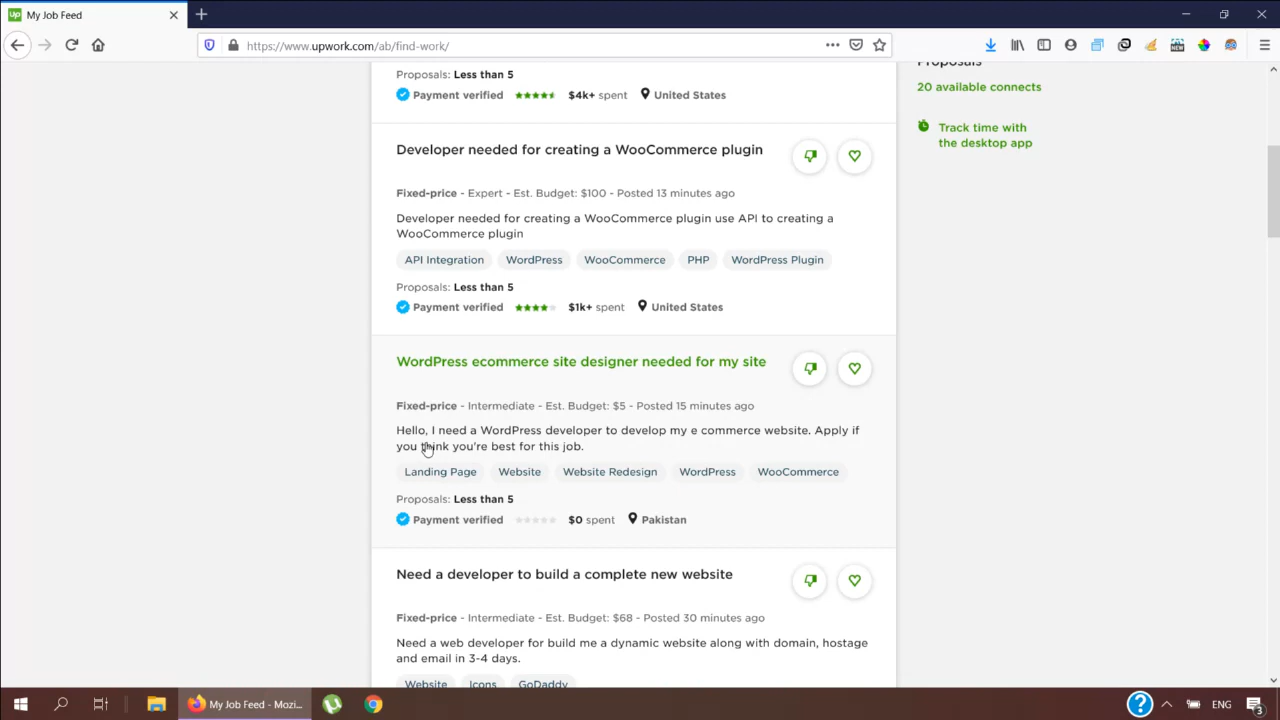 My Job Feed
https://www.upwork.com/ab/find-work/
Proposals: Less than 5
Payment verified $4k+ spent United States
Proposals
20 available connects
Track time with
the desktop app
Developer needed for creating a WooCommerce plugin
Fixed-price - Expert - Est. Budget: $100 - Posted 13 minutes ago
Developer needed for creating a WooCommerce plugin use API to creating a
WooCommerce plugin
API Integration WordPress WooCommerce PHP WordPress Plugin
Proposals: Less than 5
Payment verified $1k+ spent United States
WordPress ecommerce site designer needed for my site
Fixed-price - Intermediate - Est. Budget: $5 - Posted 15 minutes ago
Hello, I need a WordPress developer to develop my e commerce website. Apply if
you think you're best for this job.
Landing Page Website Website Redesign WordPress WooCommerce
Proposals: Less than 5
Payment verified $0 spent Pakistan
Need a developer to build a complete new website
Fixed-price - Intermediate - Est. Budget: $68 - Posted 30 minutes ago
Need a web developer for build me a dynamic website along with domain, hostage
and email in 3-4 days.
Website Icons GoDaddy
My Job Feed - Mozi...
ENG
3